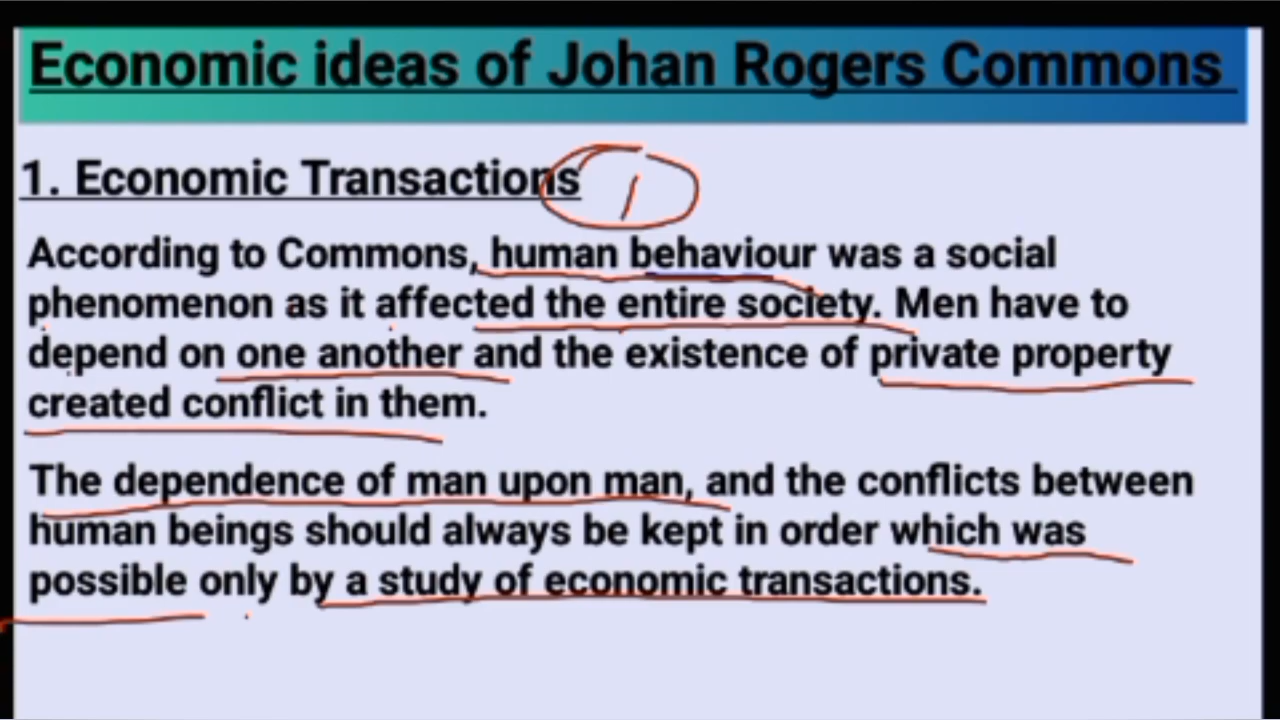 Economic ideas of Johan Rogers Commons
1. Economic Transactions
1
According to Commons, human behaviour was a social
phenomenon as it affected the entire society. Men have to
depend on one another and the existence of private property
created conflict in them.
The dependence of man upon man, and the conflicts between
human beings should always be kept in order which was
possible only by a study of economic transactions.